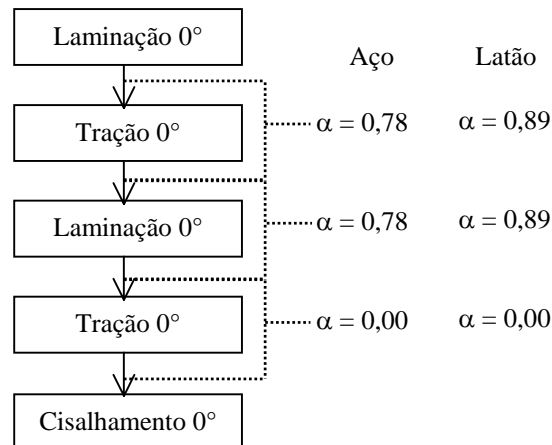 Laminação 0°
Aço Latão
Tração 0° α = 0,78 α = 0,89
Laminação 0° α = 0,78 α = 0,89
Tração 0° α = 0,00 α = 0,00
Cisalhamento 0°